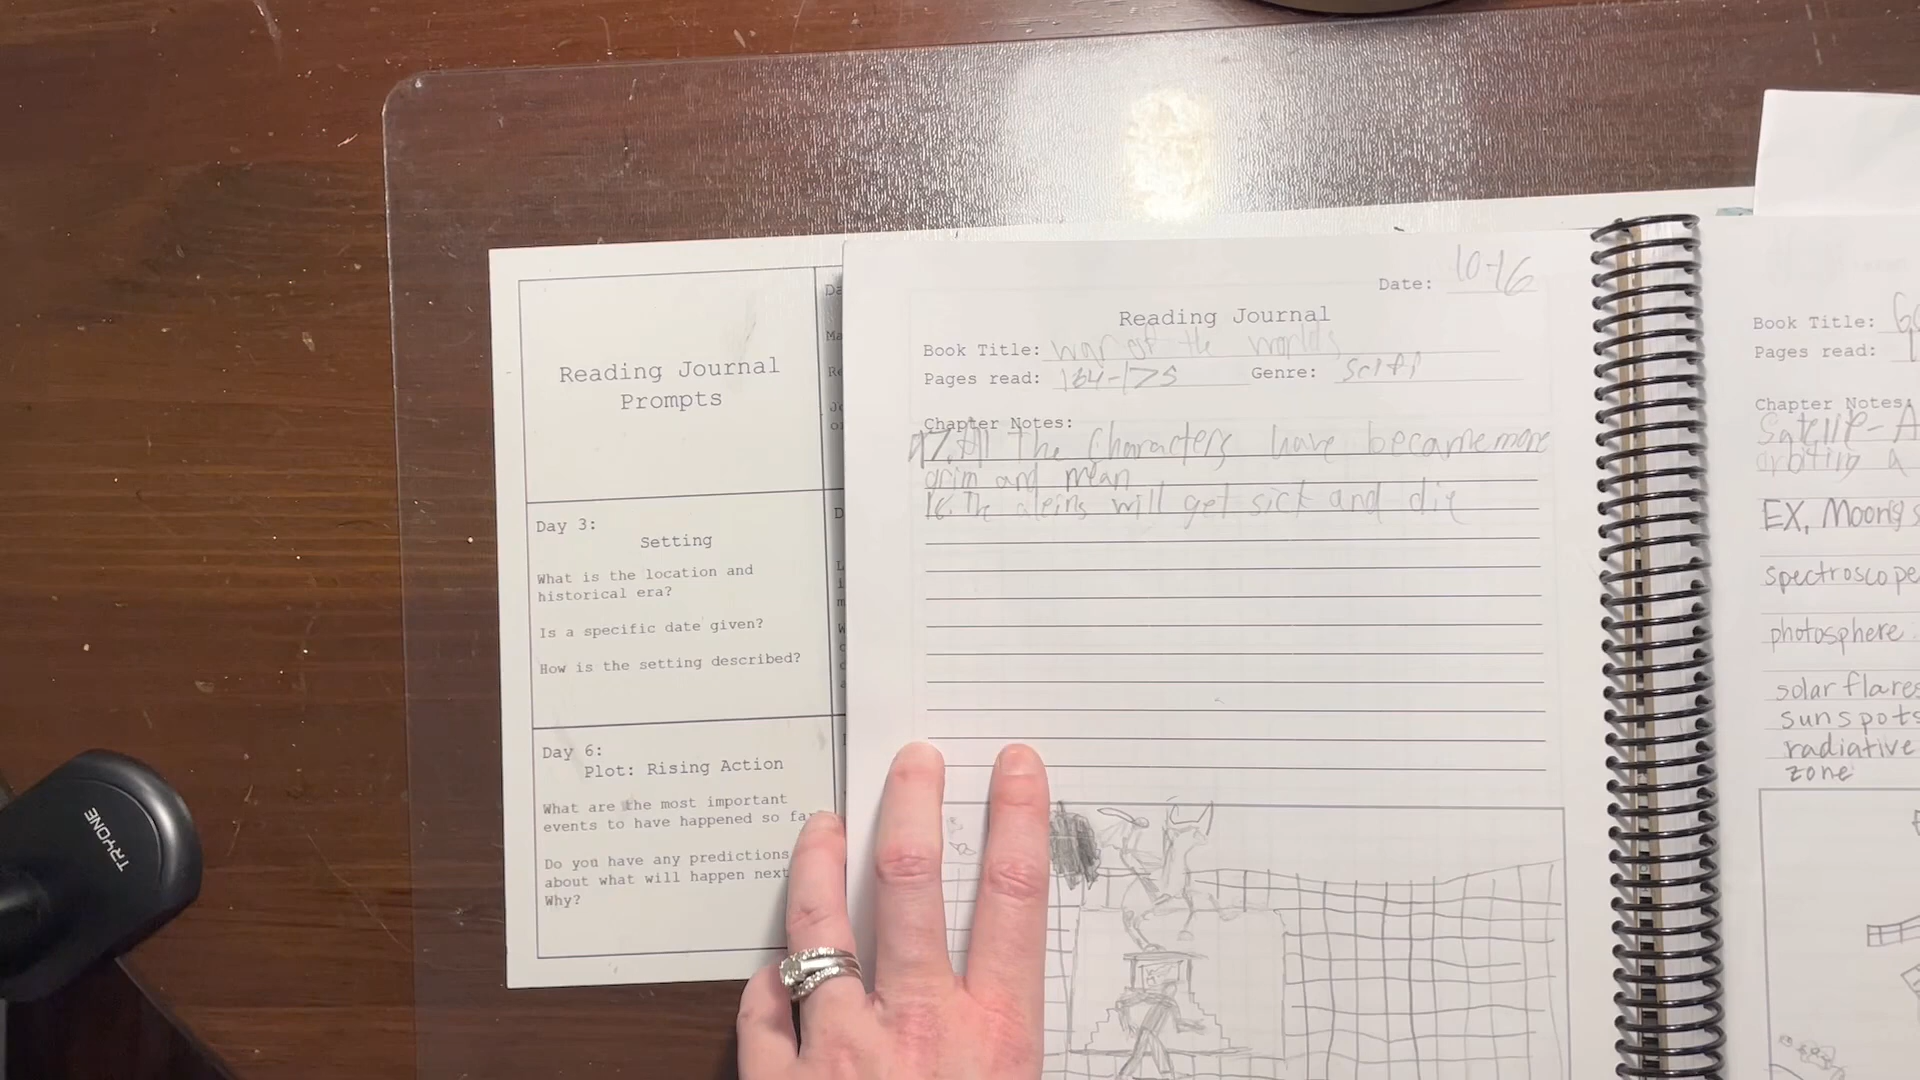 Reading Journal
Prompts
Day 3:
Setting
What is the location and
historical era?
Is a specific date given?
How is the setting described?
Day 6:
Plot: Rising Action
What are the most important
events to have happened so far
Do you have any predictions
about what will happen next
Why?
Date: 10-16
Reading Journal
Book Title: war of the worlds
Pages read: 164-175 Genre: scifi
Chapter Notes:
All The Characters have became more
grim and mean
16. The aleins will get sick and die
Book Title:
Pages read:
Chapter Notes:
Satellte - A
orbiting a
EX, Moons
spectroscope
photosphere
solar flares
sunspots
radiative
zone
TRYONE